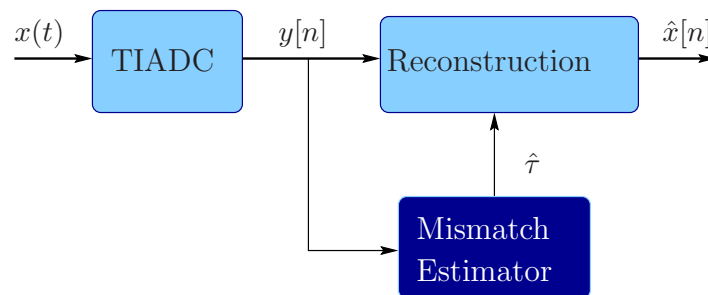 x(t)
TIADC
y[n]
Reconstruction
x̂[n]
τ̂
Mismatch
Estimator